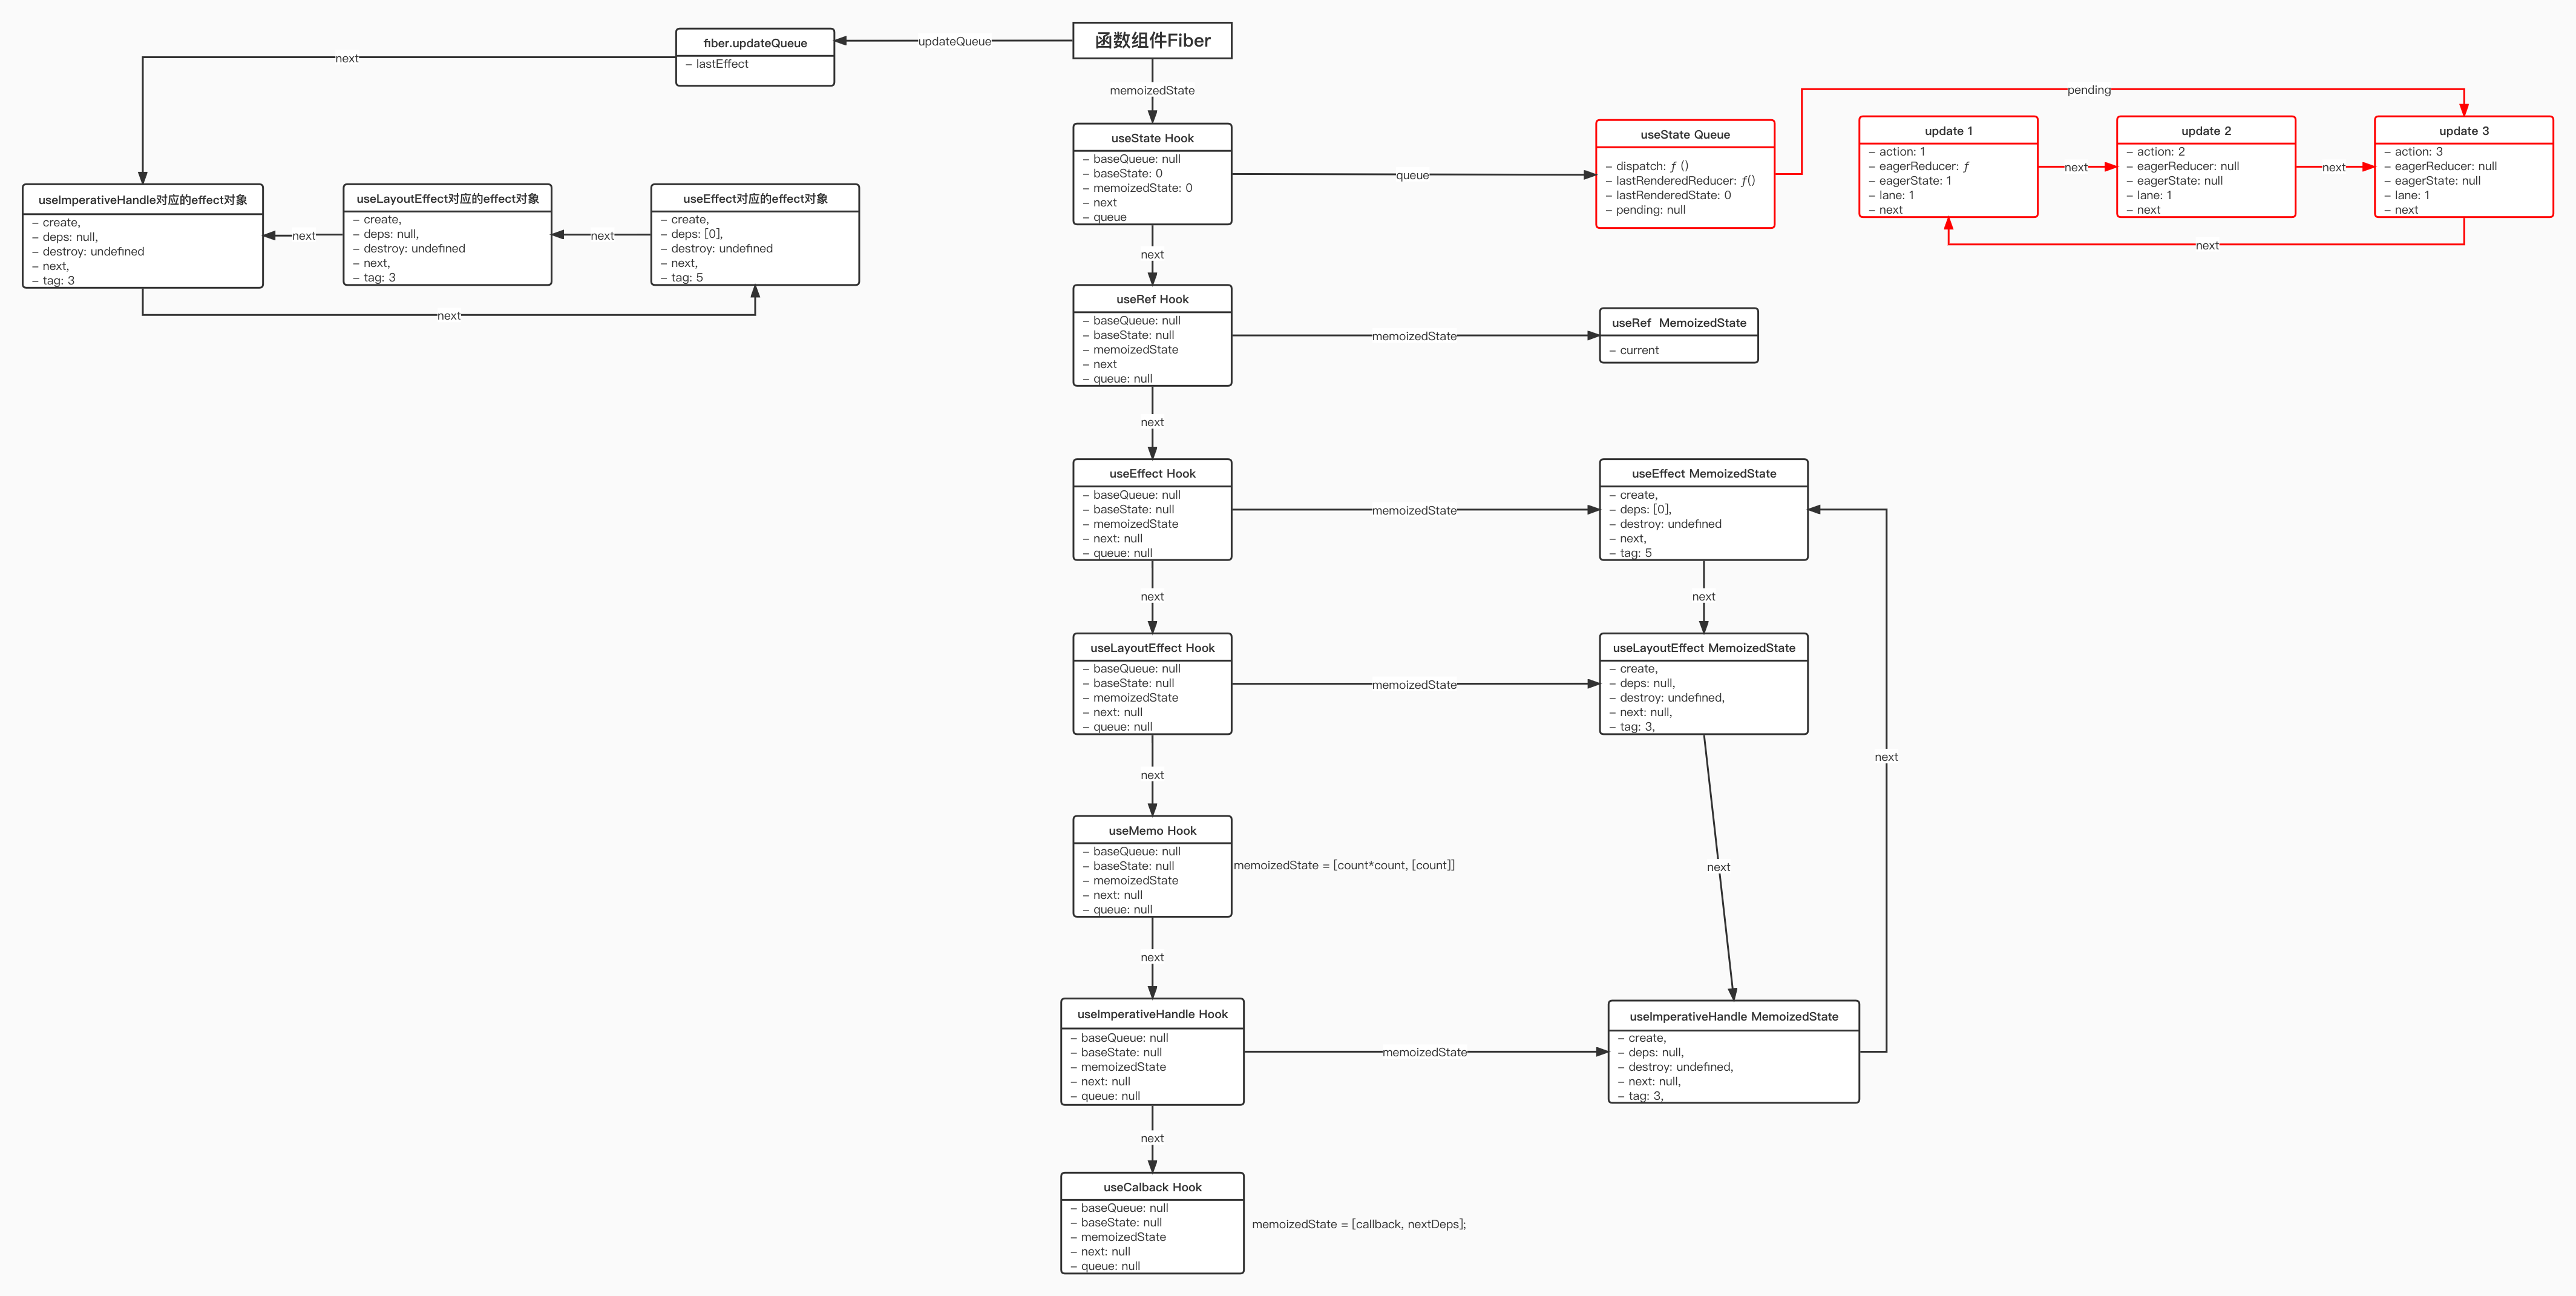 函数组件Fiber
updateQueue
fiber.updateQueue
– lastEffect
next
memoizedState
useImperativeHandle对应的effect对象
– create,
– deps: null,
– destroy: undefined
– next,
– tag: 3
next
useLayoutEffect对应的effect对象
– create,
– deps: null,
– destroy: undefined
– next,
– tag: 3
next
useEffect对应的effect对象
– create,
– deps: [0],
– destroy: undefined
– next,
– tag: 5
next
useState Hook
– baseQueue: null
– baseState: 0
– memoizedState: 0
– next
– queue
queue
useState Queue
– dispatch: ƒ ()
– lastRenderedReducer: ƒ()
– lastRenderedState: 0
– pending: null
pending
update 1
– action: 1
– eagerReducer: ƒ
– eagerState: 1
– lane: 1
– next
next
update 2
– action: 2
– eagerReducer: null
– eagerState: null
– lane: 1
– next
next
update 3
– action: 3
– eagerReducer: null
– eagerState: null
– lane: 1
– next
next
next
useRef Hook
– baseQueue: null
– baseState: null
– memoizedState
– next
– queue: null
memoizedState
useRef  MemoizedState
– current
next
useEffect Hook
– baseQueue: null
– baseState: null
– memoizedState
– next: null
– queue: null
memoizedState
useEffect MemoizedState
– create,
– deps: [0],
– destroy: undefined
– next,
– tag: 5
next
next
useLayoutEffect Hook
– baseQueue: null
– baseState: null
– memoizedState
– next: null
– queue: null
memoizedState
useLayoutEffect MemoizedState
– create,
– deps: null,
– destroy: undefined,
– next: null,
– tag: 3,
next
next
next
useMemo Hook
– baseQueue: null
– baseState: null
– memoizedState
– next: null
– queue: null
memoizedState = [count*count, [count]]
next
useImperativeHandle Hook
– baseQueue: null
– baseState: null
– memoizedState
– next: null
– queue: null
memoizedState
useImperativeHandle MemoizedState
– create,
– deps: null,
– destroy: undefined,
– next: null,
– tag: 3,
next
useCalback Hook
– baseQueue: null
– baseState: null
– memoizedState
– next: null
– queue: null
memoizedState = [callback, nextDeps];